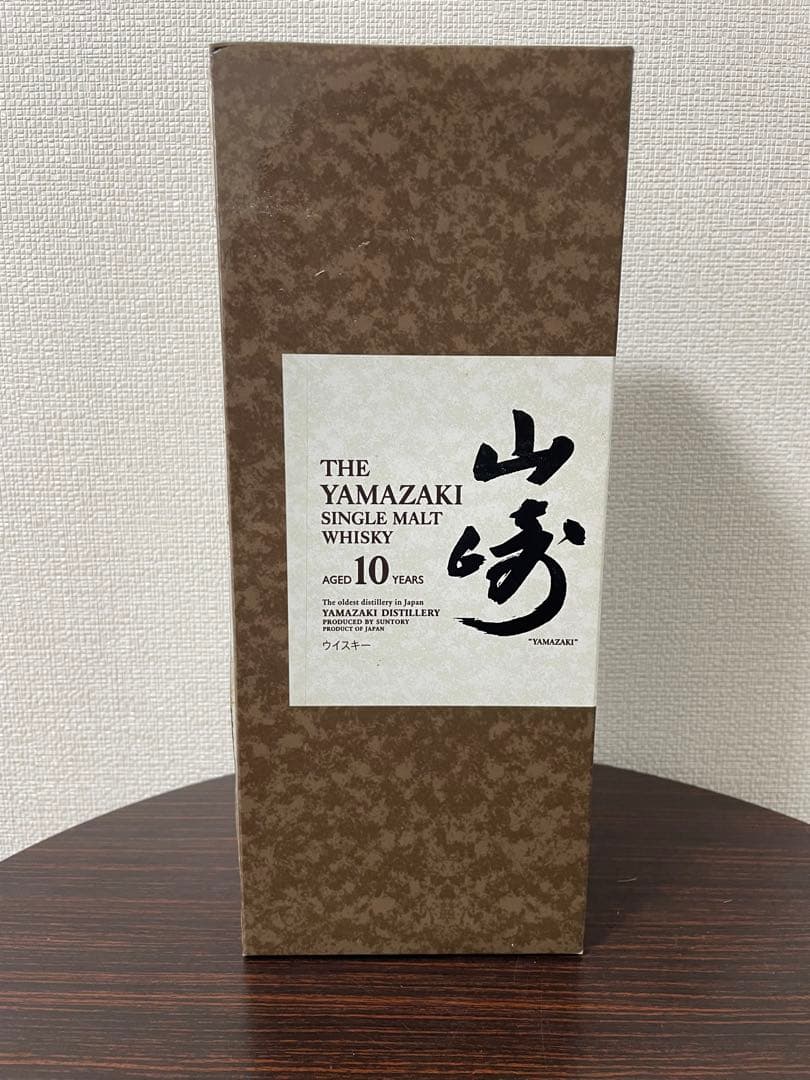 THE
YAMAZAKI
SINGLE MALT
WHISKY
AGED 10 YEARS
The oldest distillery in Japan
YAMAZAKI DISTILLERY
PRODUCED BY SUNTORY
PRODUCT OF JAPAN
ウイスキー
山崎
"YAMAZAKI"